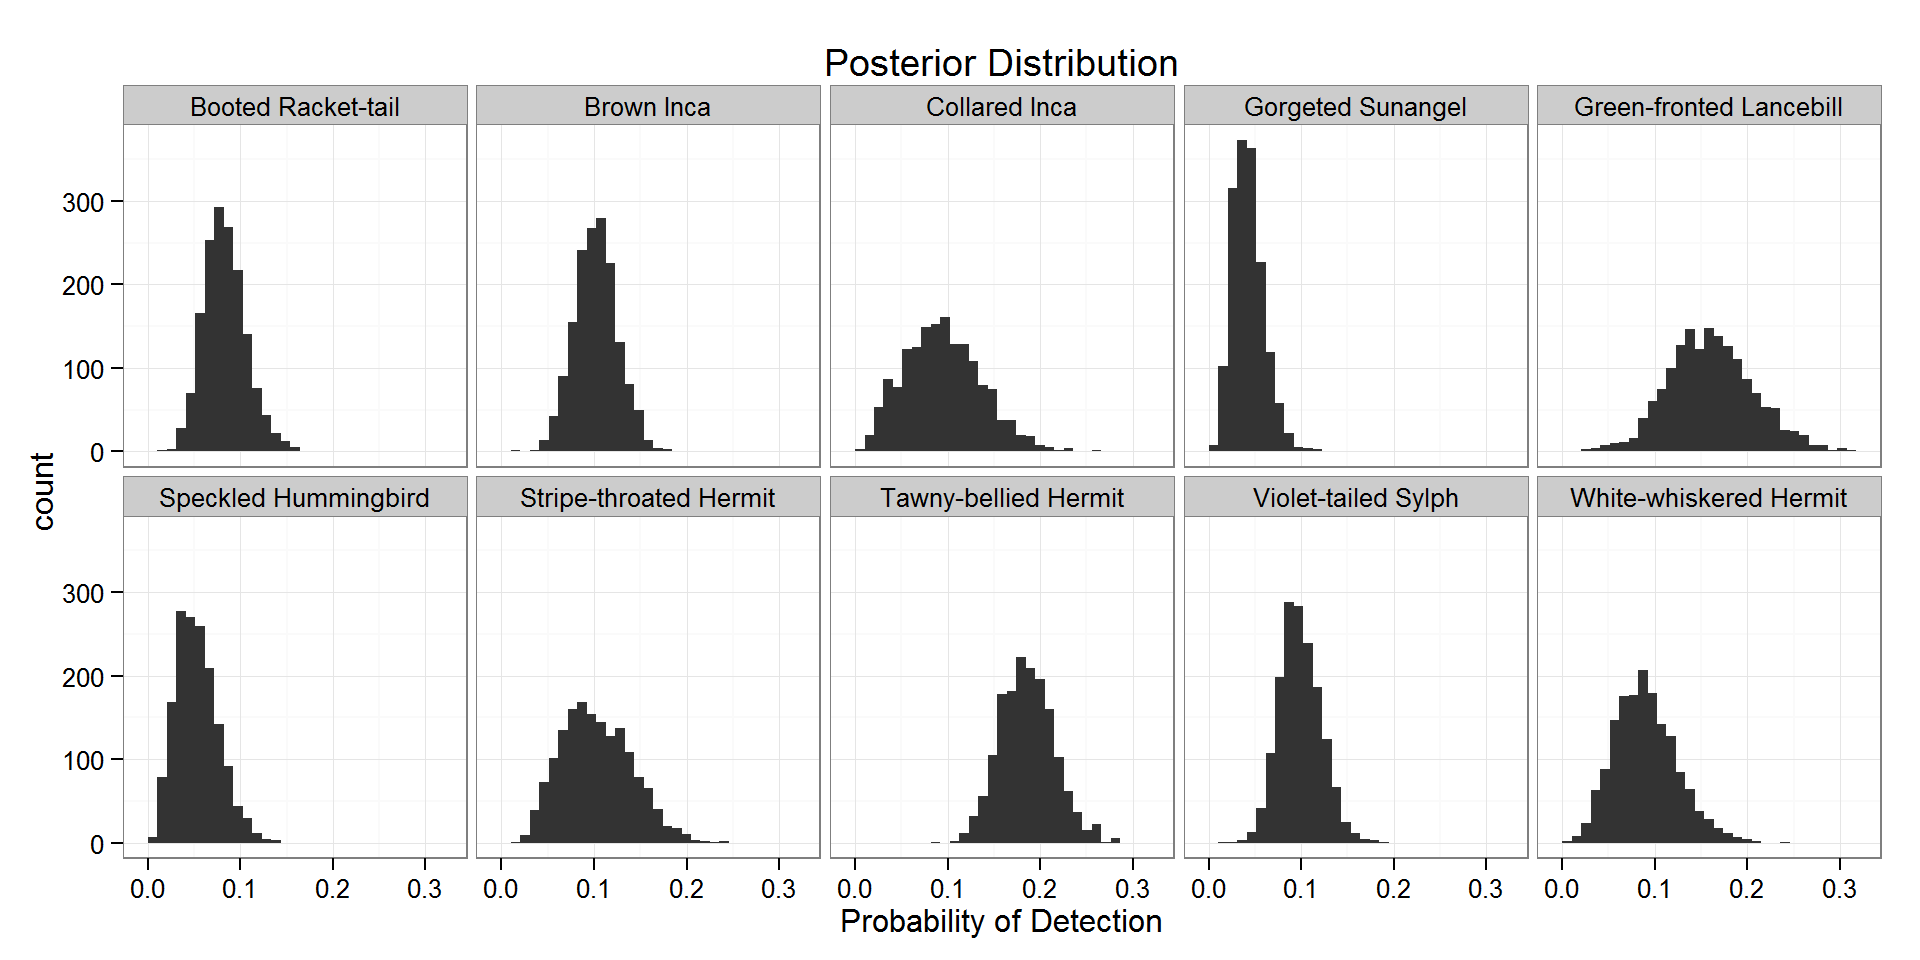 Posterior Distribution
Booted Racket-tail Brown Inca Collared Inca Gorgeted Sunangel Green-fronted Lancebill
300
200
100
0
count
Speckled Hummingbird Stripe-throated Hermit Tawny-bellied Hermit Violet-tailed Sylph White-whiskered Hermit
300
200
100
0
0.0 0.1 0.2 0.3 0.0 0.1 0.2 0.3 0.0 0.1 0.2 0.3 0.0 0.1 0.2 0.3 0.0 0.1 0.2 0.3
Probability of Detection